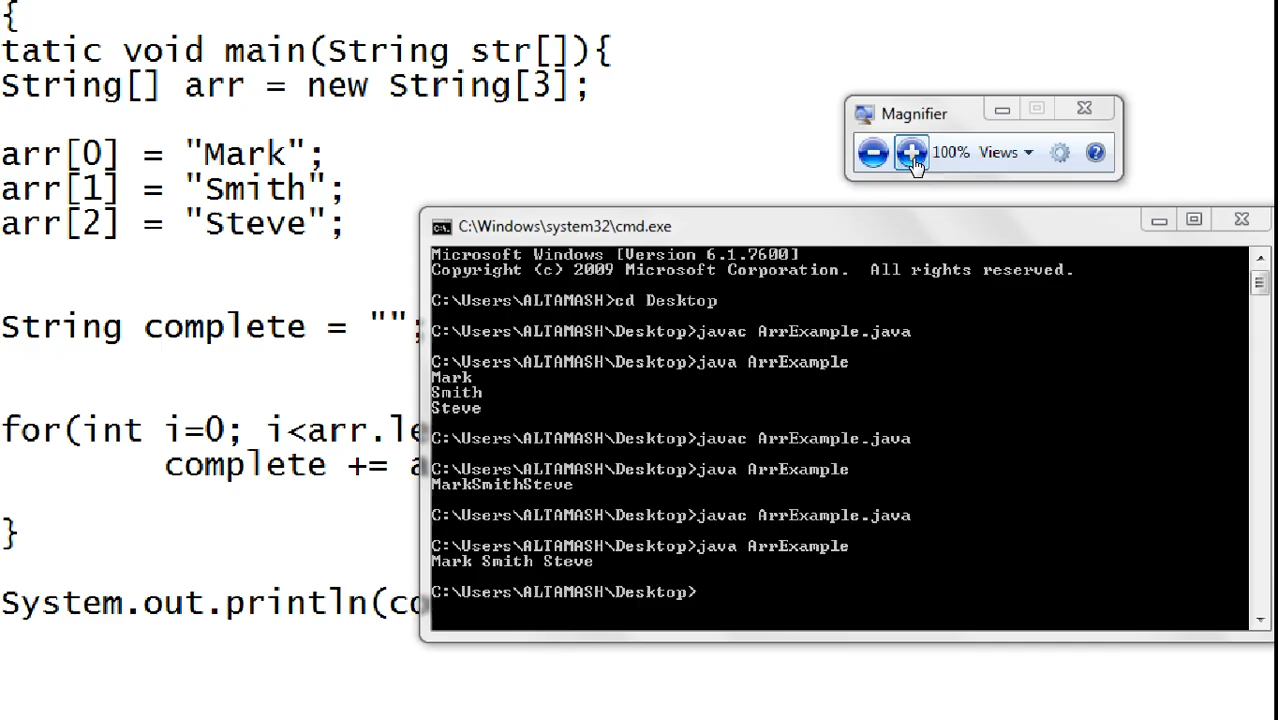 {
tatic void main(String str[]){
String[] arr = new String[3];
arr[0] = "Mark";
arr[1] = "Smith";
arr[2] = "Steve";
String complete = "";
for(int i=0; i<arr.le
complete += a
}
System.out.println(co
Magnifier
100% Views
C:\Windows\system32\cmd.exe
Microsoft Windows [Version 6.1.7600]
Copyright (c) 2009 Microsoft Corporation. All rights reserved.
C:\Users\ALTAMASH>cd Desktop
C:\Users\ALTAMASH\Desktop>javac ArrExample.java
C:\Users\ALTAMASH\Desktop>java ArrExample
Mark
Smith
Steve
C:\Users\ALTAMASH\Desktop>javac ArrExample.java
C:\Users\ALTAMASH\Desktop>java ArrExample
MarkSmithSteve
C:\Users\ALTAMASH\Desktop>javac ArrExample.java
C:\Users\ALTAMASH\Desktop>java ArrExample
Mark Smith Steve
C:\Users\ALTAMASH\Desktop>